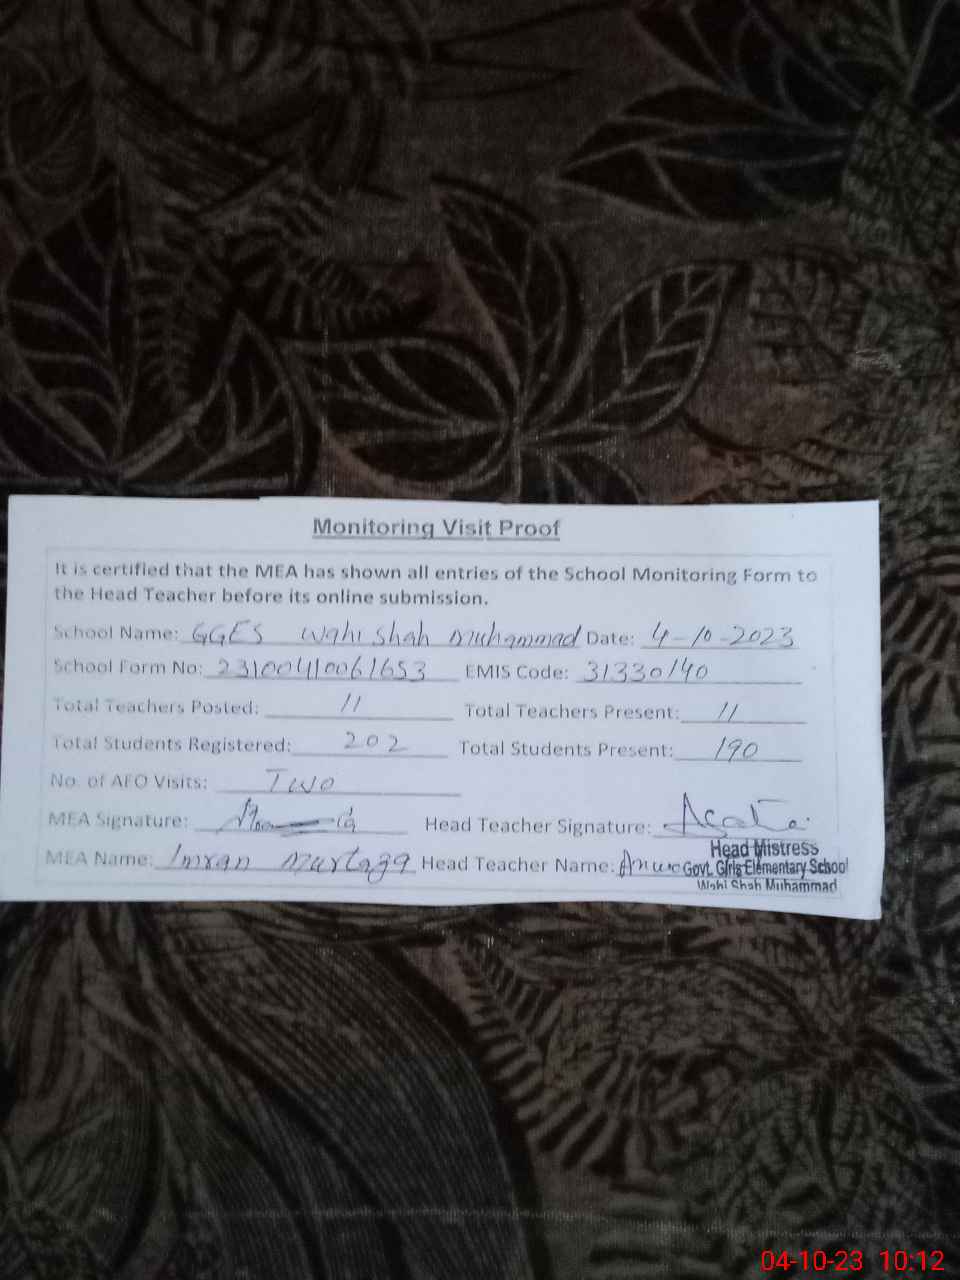 Monitoring Visit Proof
It is certified that the MEA has shown all entries of the School Monitoring Form to
the Head Teacher before its online submission.
School Name: GGES Wahi Shah Muhammad Date: 4-10-2023
School Form No: 23100410061653 EMIS Code: 31330140
Total Teachers Posted: 11 Total Teachers Present: 11
Total Students Registered: 202 Total Students Present: 190
No. of AEO Visits: Two
MEA Signature: Head Teacher Signature:
Head Mistress
MEA Name: Imran Murtaza Head Teacher Name: Govt. Girls Elementary School
Wahi Shah Muhammad
04-10-23 10:12